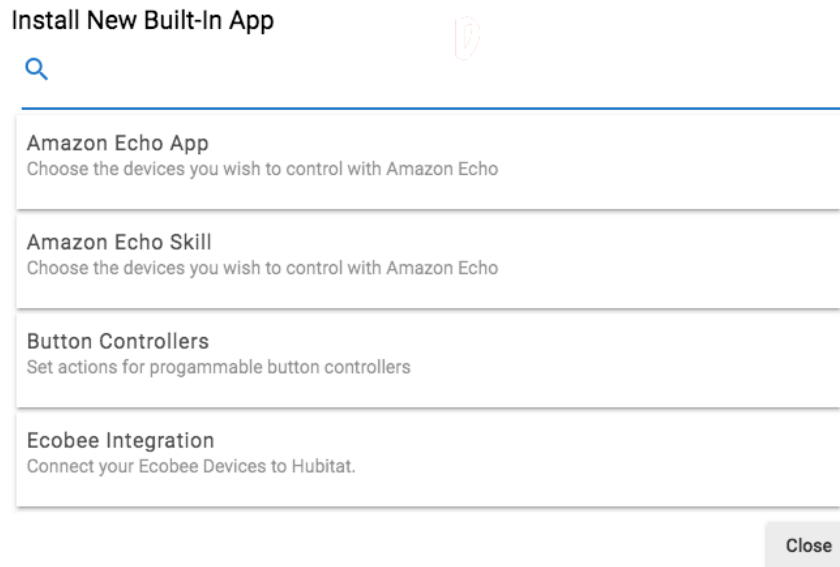 Install New Built-In App
Amazon Echo App
Choose the devices you wish to control with Amazon Echo
Amazon Echo Skill
Choose the devices you wish to control with Amazon Echo
Button Controllers
Set actions for progammable button controllers
Ecobee Integration
Connect your Ecobee Devices to Hubitat.
Close